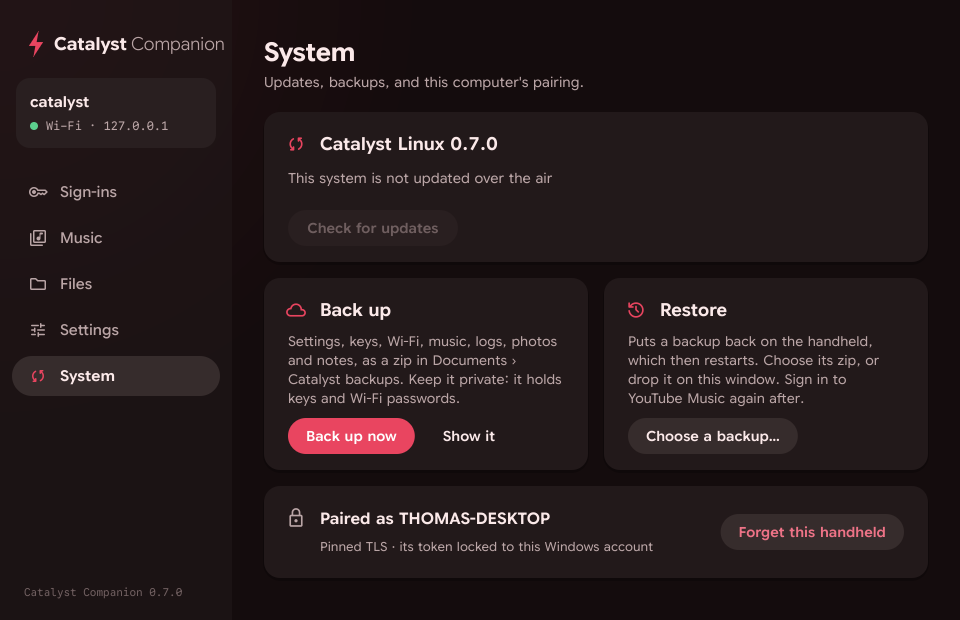 Catalyst Companion
catalyst
Wi-Fi · 127.0.0.1
Sign-ins
Music
Files
Settings
System
Catalyst Companion 0.7.0
System
Updates, backups, and this computer's pairing.
Catalyst Linux 0.7.0
This system is not updated over the air
Check for updates
Back up
Settings, keys, Wi-Fi, music, logs, photos
and notes, as a zip in Documents ›
Catalyst backups. Keep it private: it holds
keys and Wi-Fi passwords.
Back up now
Show it
Restore
Puts a backup back on the handheld,
which then restarts. Choose its zip, or
drop it on this window. Sign in to
YouTube Music again after.
Choose a backup...
Paired as THOMAS-DESKTOP
Pinned TLS · its token locked to this Windows account
Forget this handheld